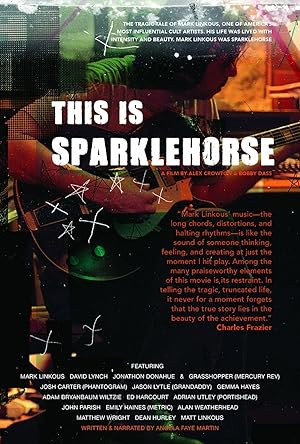 THE TRAGIC TALE OF MARK LINKOUS, ONE OF AMERICA'S
MOST INFLUENTIAL CULT ARTISTS. HIS LIFE WAS LIVED WITH
INTENSITY AND BEAUTY. MARK LINKOUS WAS SPARKLEHORSE
THIS IS
SPARKLEHORSE
A FILM BY ALEX CROWTON & BOBBY DASS
"Mark Linkous' music—the
long chords, distortions, and
halting rhythms—is like the
sound of someone thinking,
feeling, and creating at just the
moment I hit play. Among the
many praiseworthy elements
of this movie is its restraint. In
telling the tragic, truncated life,
it never for a moment forgets
that the true story lies in the
beauty of the achievement."
Charles Frazier
FEATURING
MARK LINKOUS DAVID LYNCH JONATHON DONAHUE & GRASSHOPPER (MERCURY REV)
JOSH CARTER (PHANTOGRAM) JASON LYTLE (GRANDADDY) GEMMA HAYES
ADAM BRYANBAUM WILTZIE ED HARCOURT ADRIAN UTLEY (PORTISHEAD)
JOHN PARISH EMILY HAINES (METRIC) ALAN WEATHERHEAD
MATTHEW WRIGHT DEAN HURLEY MATT LINKOUS
WRITTEN & NARRATED BY ANGELA FAYE MARTIN